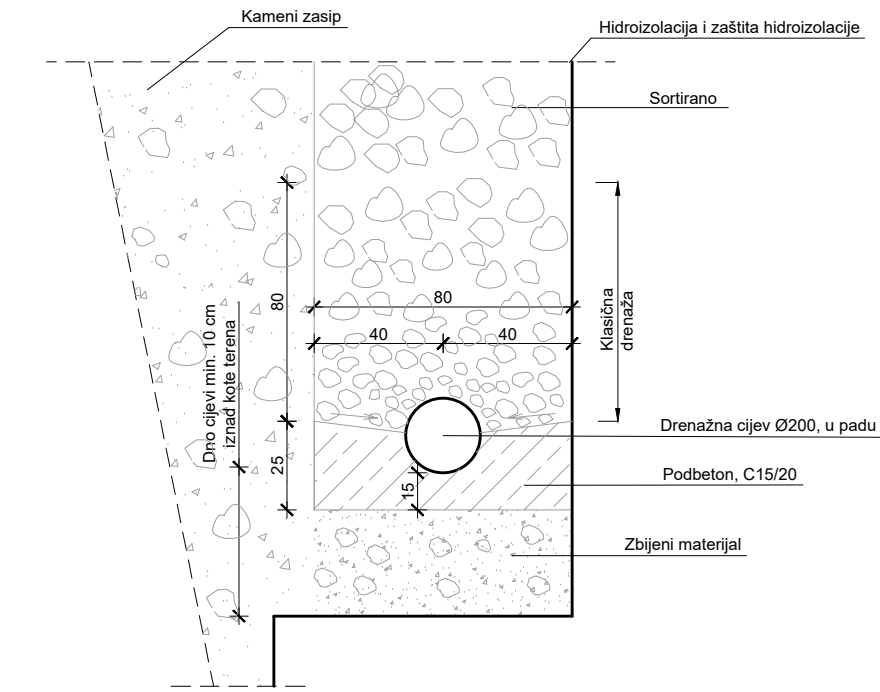 Kameni zasip
Hidroizolacija i zaštita hidroizolacije
Sortirano
80
80
40
40
Klasična
drenaža
Dno cijevi min. 10 cm
iznad kote terena
Drenažna cijev Ø200, u padu
25
15
Podbeton, C15/20
Zbijeni materijal